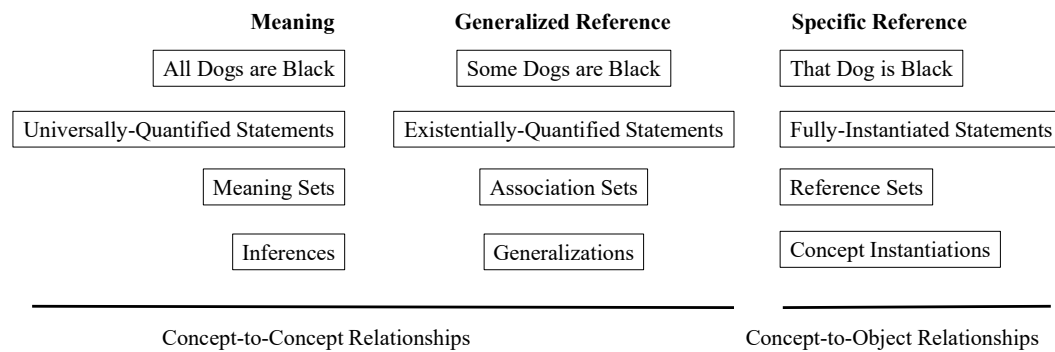 Meaning Generalized Reference Specific Reference
All Dogs are Black Some Dogs are Black That Dog is Black
Universally-Quantified Statements Existentially-Quantified Statements Fully-Instantiated Statements
Meaning Sets Association Sets Reference Sets
Inferences Generalizations Concept Instantiations
Concept-to-Concept Relationships Concept-to-Object Relationships